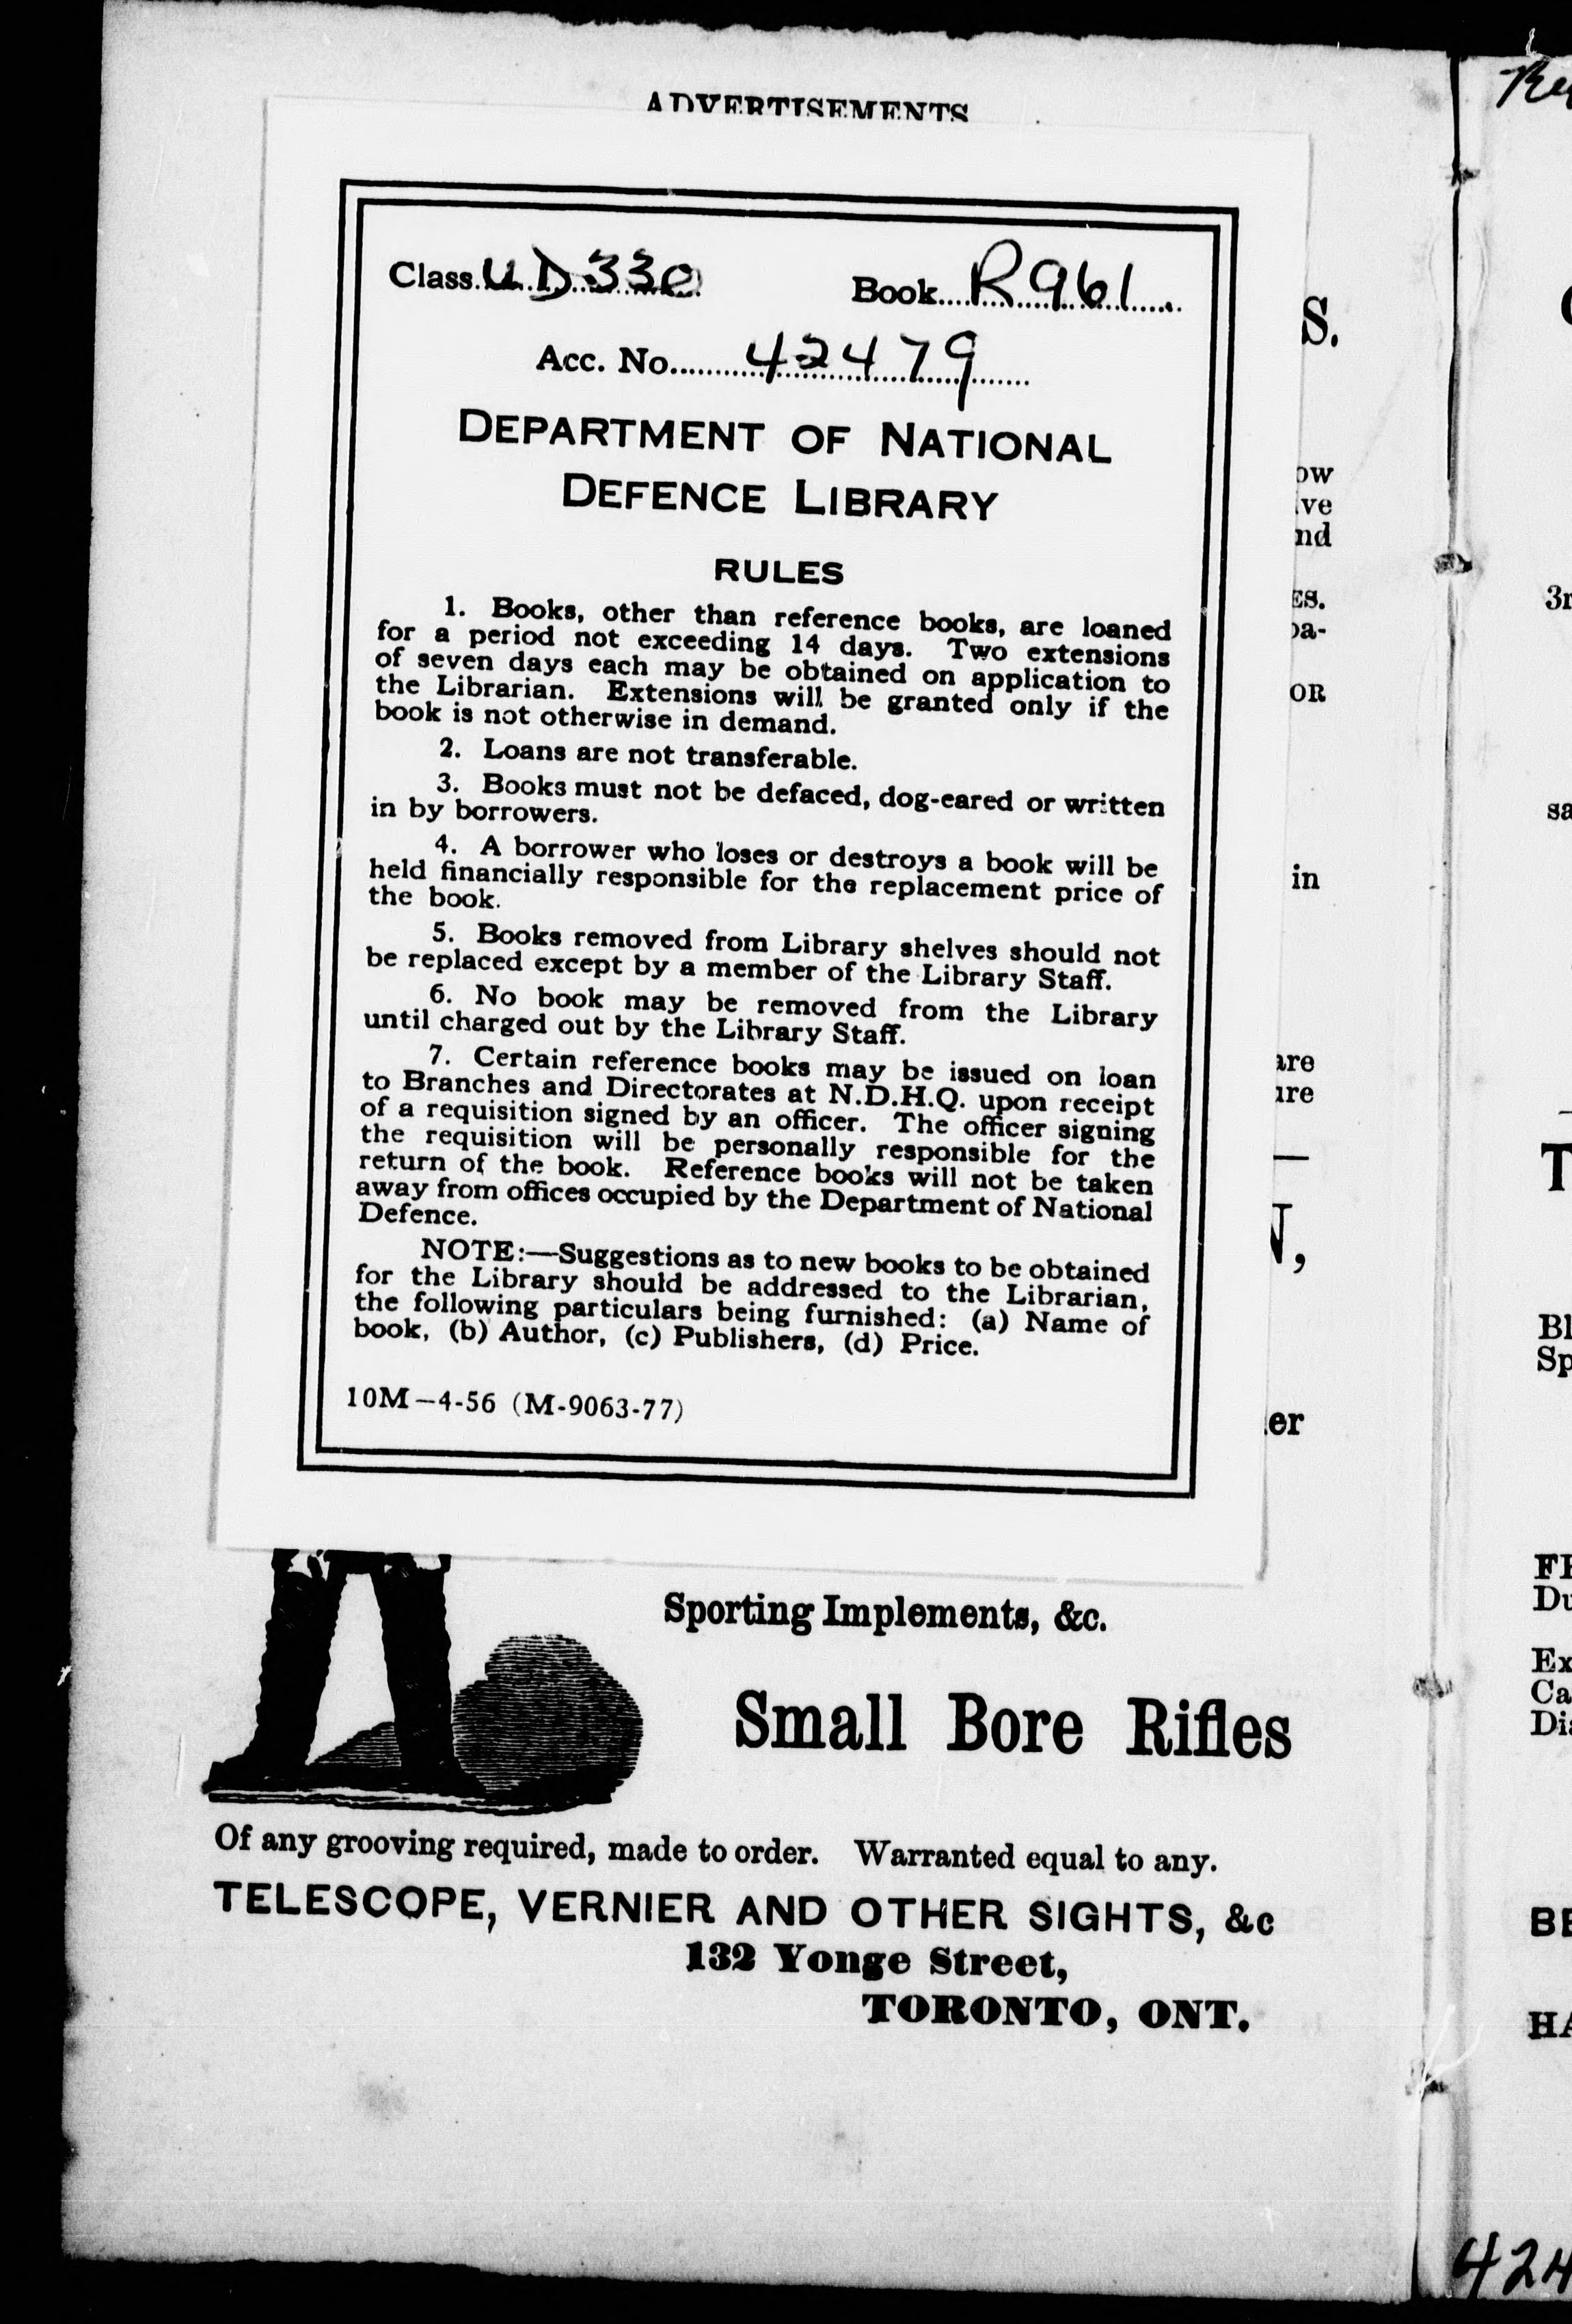 ADVERTISEMENTS
Class UD 330 Book R961
Acc. No. 42479
DEPARTMENT OF NATIONAL
DEFENCE LIBRARY
RULES
1. Books, other than reference books, are loaned
for a period not exceeding 14 days. Two extensions
of seven days each may be obtained on application to
the Librarian. Extensions will be granted only if the
book is not otherwise in demand.
2. Loans are not transferable.
3. Books must not be defaced, dog-eared or written
in by borrowers.
4. A borrower who loses or destroys a book will be
held financially responsible for the replacement price of
the book.
5. Books removed from Library shelves should not
be replaced except by a member of the Library Staff.
6. No book may be removed from the Library
until charged out by the Library Staff.
7. Certain reference books may be issued on loan
to Branches and Directorates at N.D.H.Q. upon receipt
of a requisition signed by an officer. The officer signing
the requisition will be personally responsible for the
return of the book. Reference books will not be taken
away from offices occupied by the Department of National
Defence.
NOTE:—Suggestions as to new books to be obtained
for the Library should be addressed to the Librarian,
the following particulars being furnished: (a) Name of
book, (b) Author, (c) Publishers, (d) Price.
10M—4-56 (M-9063-77)
Sporting Implements, &c.
Small Bore Rifles
Of any grooving required, made to order. Warranted equal to any.
TELESCOPE, VERNIER AND OTHER SIGHTS, &c
132 Yonge Street,
TORONTO, ONT.